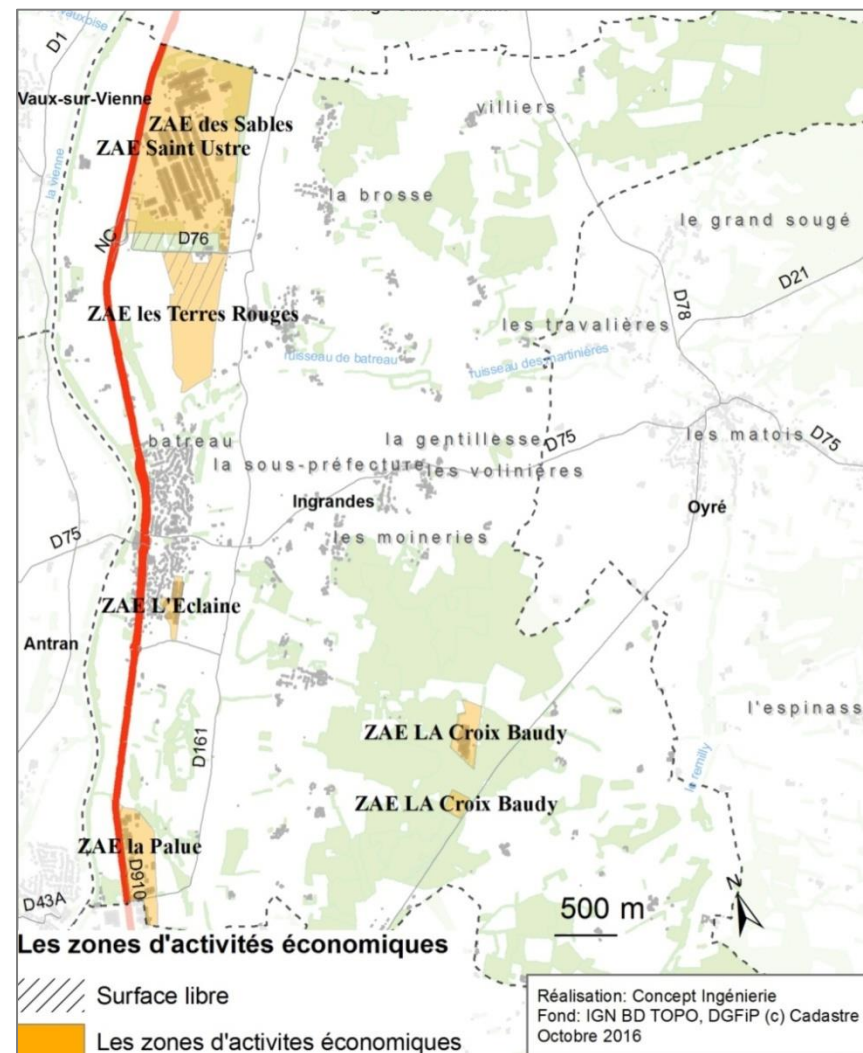 D1
Vaux-sur-Vienne
villiers
ZAE des Sables
ZAE Saint Ustre
la vienne
la brosse
le grand sougé
NC
D76
D21
D78
ZAE les Terres Rouges
les travalières
ruisseau de batreau
ruisseau des martinières
batreau
la gentillesse
D75
les matois
D75
la sous-préfecture
les volinières
Ingrandes
Oyré
D75
les moineries
ZAE L'Eclaine
Antran
l'espinass
ZAE LA Croix Baudy
D161
le remilly
ZAE LA Croix Baudy
ZAE la Palue
D910
D43A
500 m
N
Les zones d'activités économiques
Surface libre
Les zones d'activites économiques
Réalisation: Concept Ingénierie
Fond: IGN BD TOPO, DGFiP (c) Cadastre
Octobre 2016